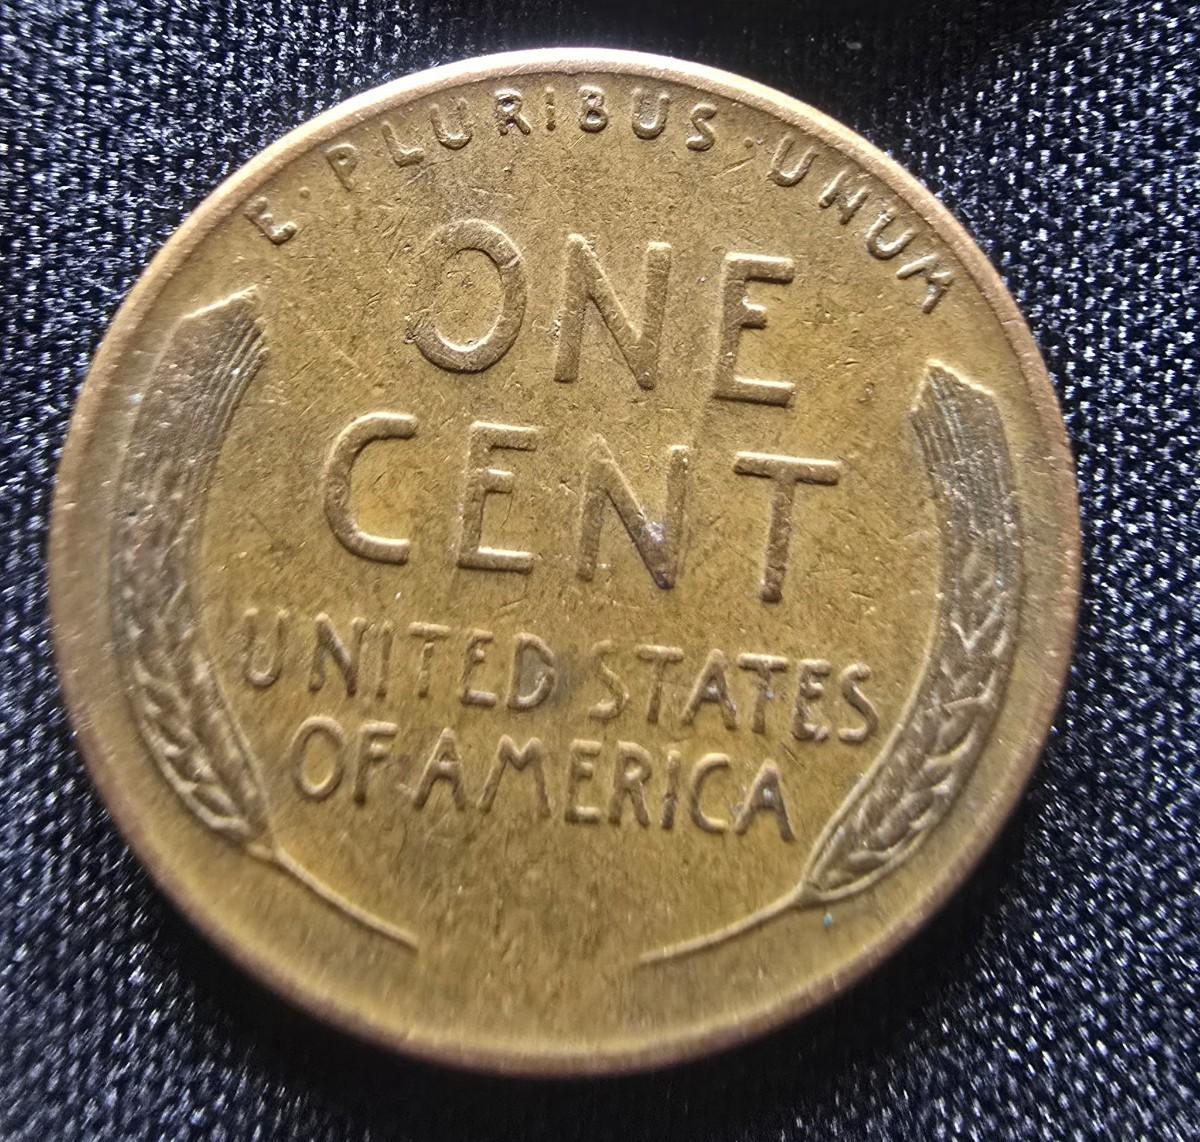 E · PLURIBUS · UNUM
ONE
CENT
UNITED STATES
OF AMERICA